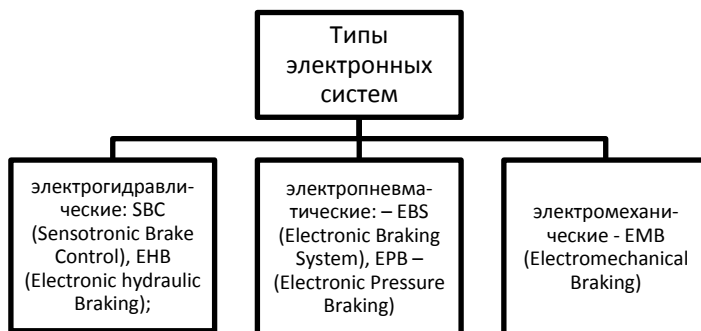 Типы
электронных
систем
электрогидравли-
ческие: SBC
(Sensotronic Brake
Control), EHB
(Electronic hydraulic
Braking);
электропневма-
тические: – EBS
(Electronic Braking
System), EPB –
(Electronic Pressure
Braking)
электромехани-
ческие - EMB
(Electromechanical
Braking)